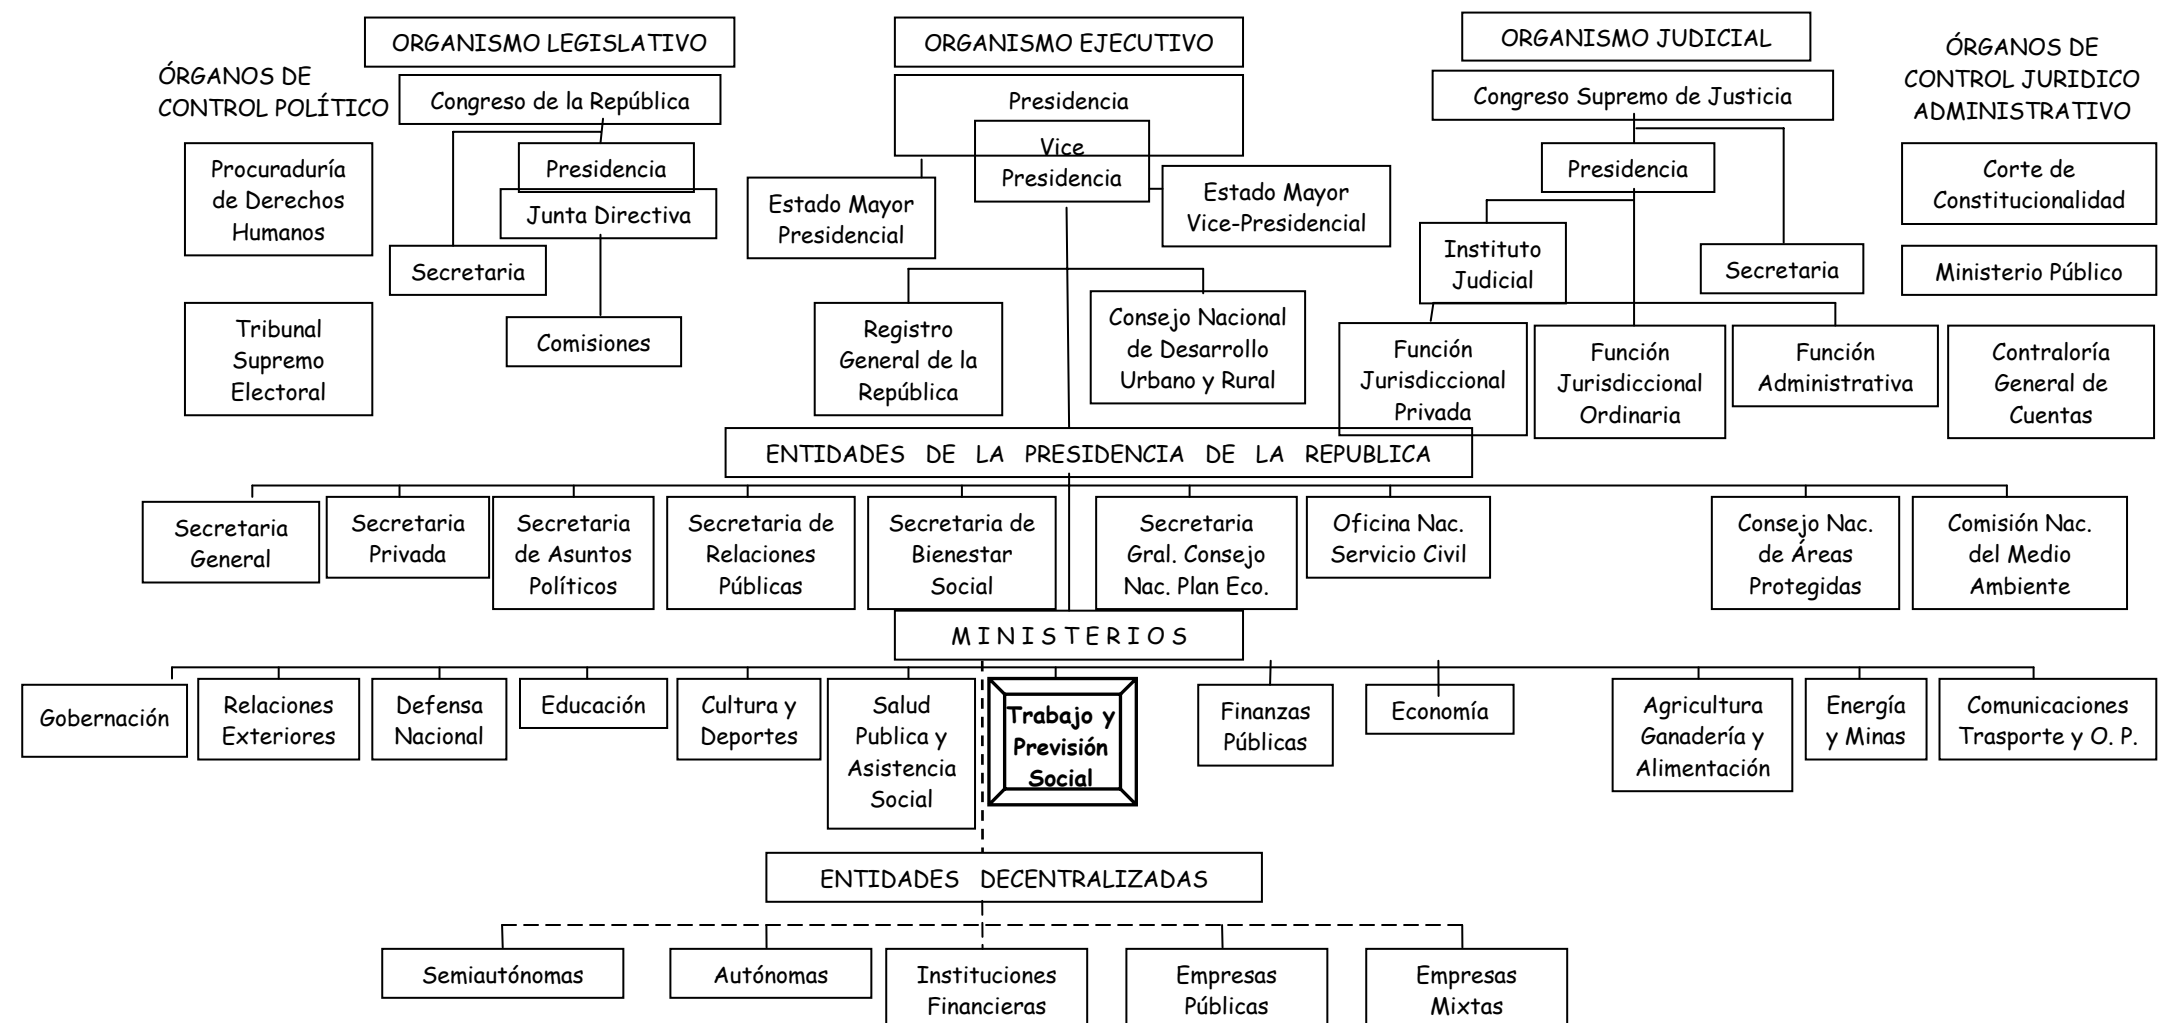 ORGANISMO LEGISLATIVO
ORGANISMO EJECUTIVO
ORGANISMO JUDICIAL
ÓRGANOS DE
CONTROL POLÍTICO
Congreso de la República
Presidencia
Congreso Supremo de Justicia
ÓRGANOS DE
CONTROL JURIDICO
ADMINISTRATIVO
Procuraduría
de Derechos
Humanos
Presidencia
Junta Directiva
Secretaria
Vice
Presidencia
Estado Mayor
Presidencial
Estado Mayor
Vice-Presidencial
Presidencia
Instituto
Judicial
Secretaria
Corte de
Constitucionalidad
Ministerio Público
Tribunal
Supremo
Electoral
Comisiones
Registro
General de la
República
Consejo Nacional
de Desarrollo
Urbano y Rural
Función
Jurisdiccional
Privada
Función
Jurisdiccional
Ordinaria
Función
Administrativa
Contraloría
General de
Cuentas
ENTIDADES DE LA PRESIDENCIA DE LA REPUBLICA
Secretaria
General
Secretaria
Privada
Secretaria
de Asuntos
Políticos
Secretaria de
Relaciones
Públicas
Secretaria de
Bienestar
Social
Secretaria
Gral. Consejo
Nac. Plan Eco.
Oficina Nac.
Servicio Civil
Consejo Nac.
de Áreas
Protegidas
Comisión Nac.
del Medio
Ambiente
M I N I S T E R I O S
Gobernación
Relaciones
Exteriores
Defensa
Nacional
Educación
Cultura y
Deportes
Salud
Publica y
Asistencia
Social
Trabajo y
Previsión
Social
Finanzas
Públicas
Economía
Agricultura
Ganadería y
Alimentación
Energía
y Minas
Comunicaciones
Trasporte y O. P.
ENTIDADES DECENTRALIZADAS
Semiautónomas
Autónomas
Instituciones
Financieras
Empresas
Públicas
Empresas
Mixtas